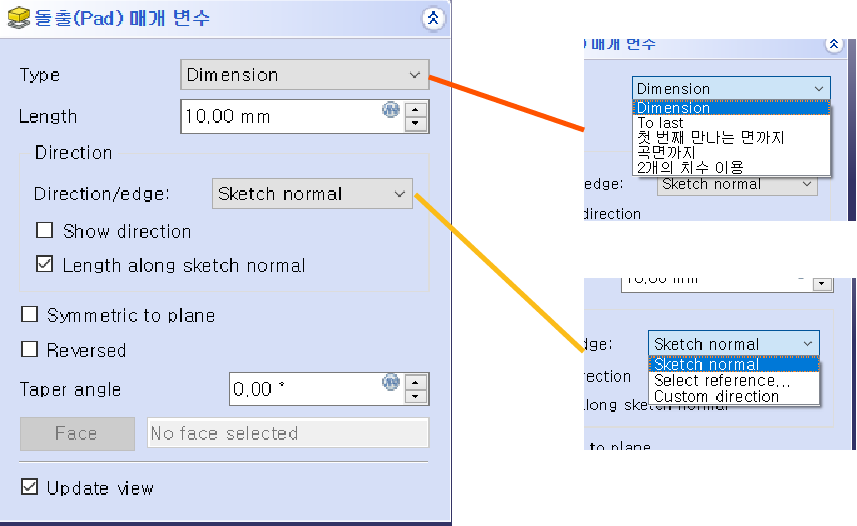 돌출(Pad) 매개 변수
Type
Dimension
Length
10,00 mm
Direction
Direction/edge:
Sketch normal
Show direction
Length along sketch normal
Symmetric to plane
Reversed
Taper angle
0,00 °
Face
No face selected
Update view
) 매개 변수
Dimension
Dimension
To last
첫 번째 만나는 면까지
곡면까지
2개의 치수 이용
edge:
Sketch normal
direction
10,00 mm
dge:
Sketch normal
Sketch normal
Select reference...
Custom direction
rection
along sketch normal
to plane